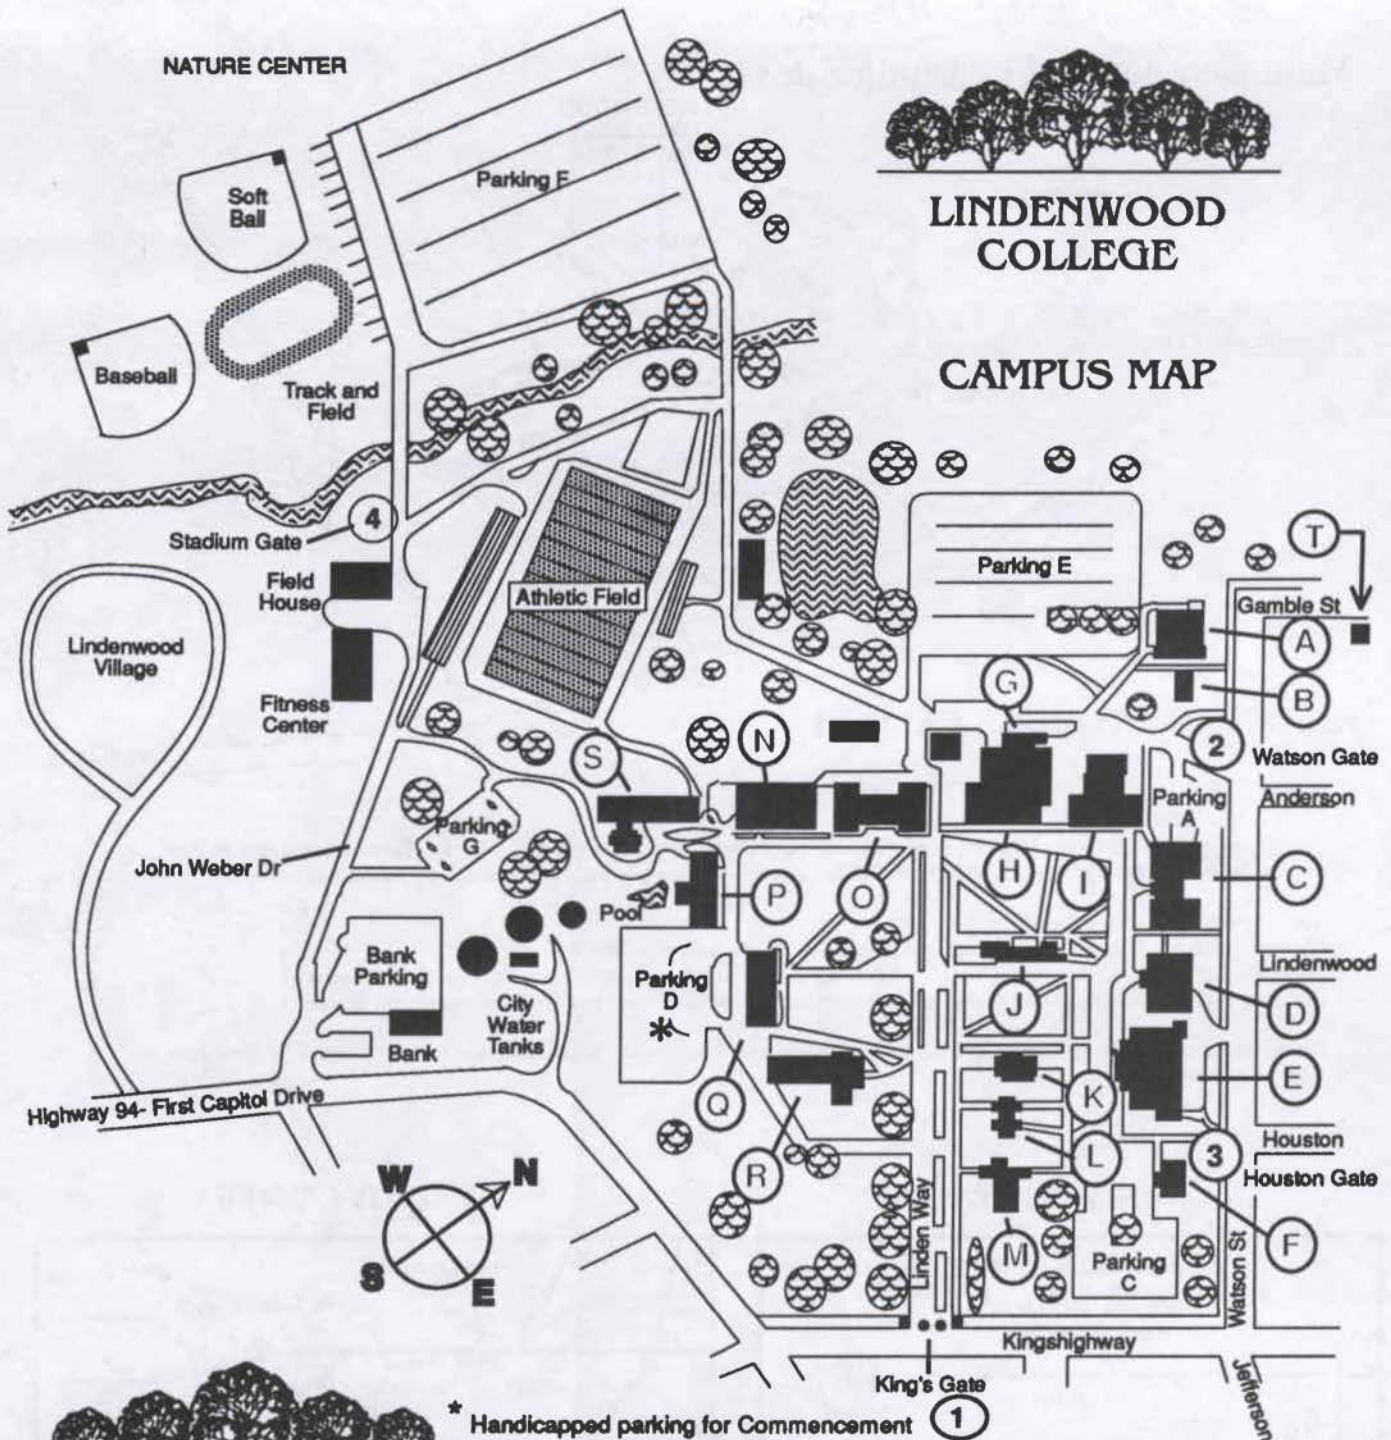 NATURE CENTER
LINDENWOOD
COLLEGE
CAMPUS MAP
Parking F
Soft
Ball
Baseball
Track and
Field
4
Stadium Gate
Field
House
Athletic Field
Lindenwood
Village
Fitness
Center
Parking E
T
Gamble St
A
B
G
2
Watson Gate
S
N
Parking
A
Anderson
Parking
G
John Weber Dr
H
I
C
P
O
Pool
Bank
Parking
Parking
D
*
City
Water
Tanks
Bank
Lindenwood
J
D
Q
K
E
Highway 94- First Capitol Drive
R
L
3
Houston
Houston Gate
W
N
S
E
Linden Way
M
Parking
C
F
Watson St
Kingshighway
Jefferson
King's Gate
1
* Handicapped parking for Commencement